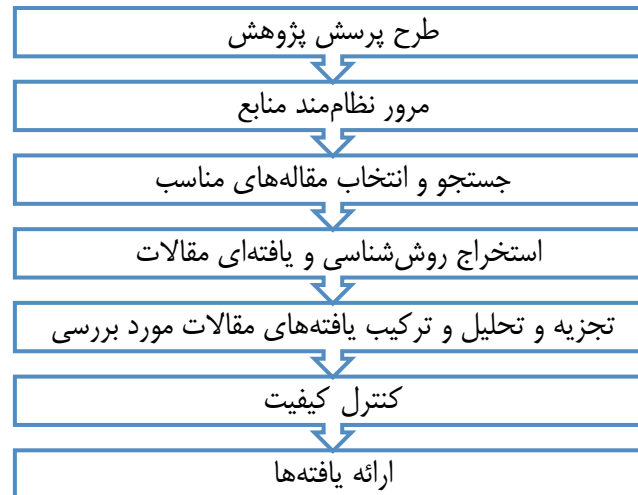 طرح پرسش پژوهش
مرور نظام‌مند منابع
جستجو و انتخاب مقاله‌های مناسب
استخراج روش‌شناسی و یافته‌ای مقالات
تجزیه و تحلیل و ترکیب یافته‌های مقالات مورد بررسی
کنترل کیفیت
ارائه یافته‌ها